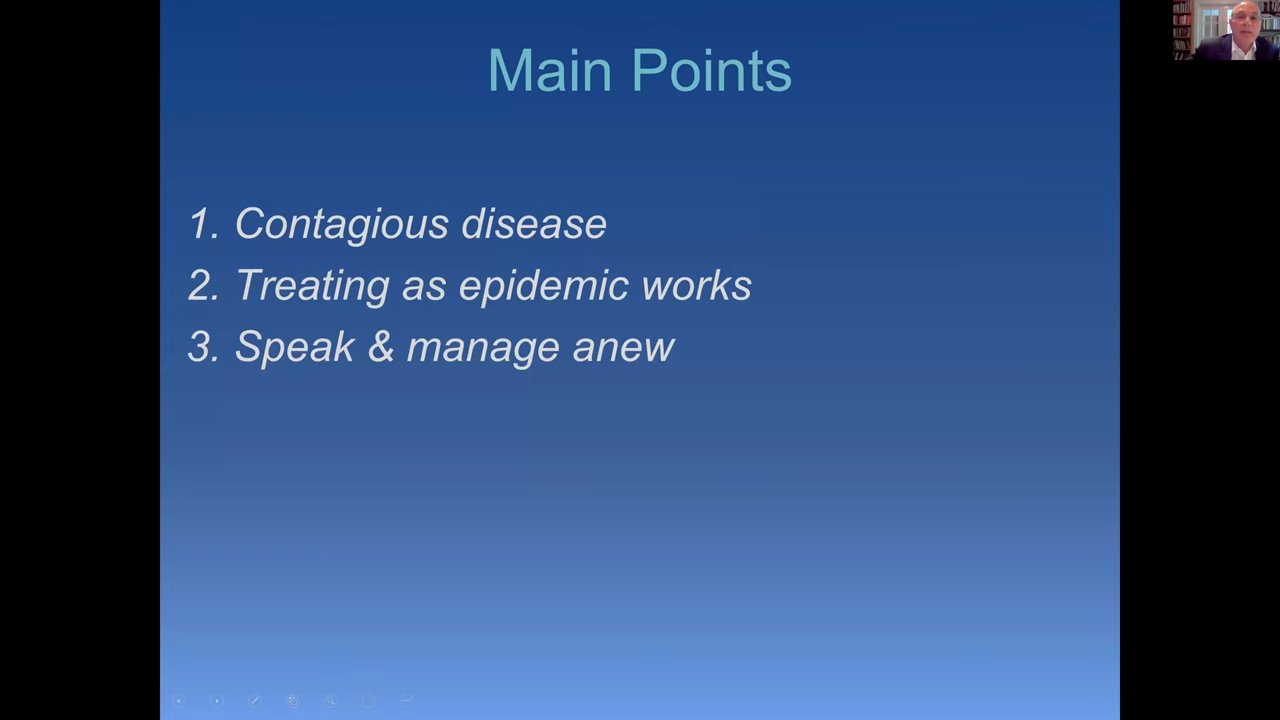 Main Points
1. Contagious disease
2. Treating as epidemic works
3. Speak & manage anew